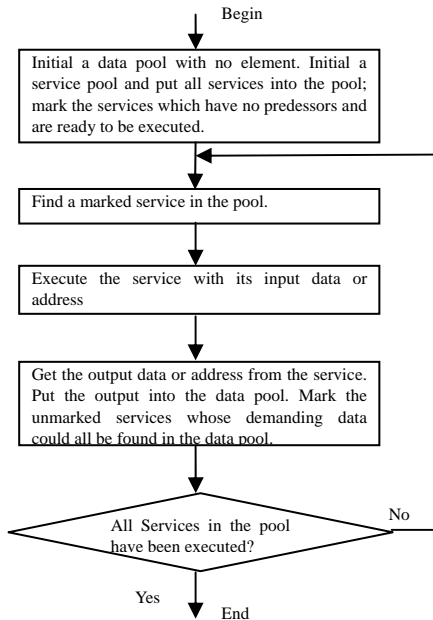 Begin
Initial a data pool with no element. Initial a
service pool and put all services into the pool;
mark the services which have no predessors and
are ready to be executed.
Find a marked service in the pool.
Execute the service with its input data or
address
Get the output data or address from the service.
Put the output into the data pool. Mark the
unmarked services whose demanding data
could all be found in the data pool.
All Services in the pool
have been executed?
No
Yes
End